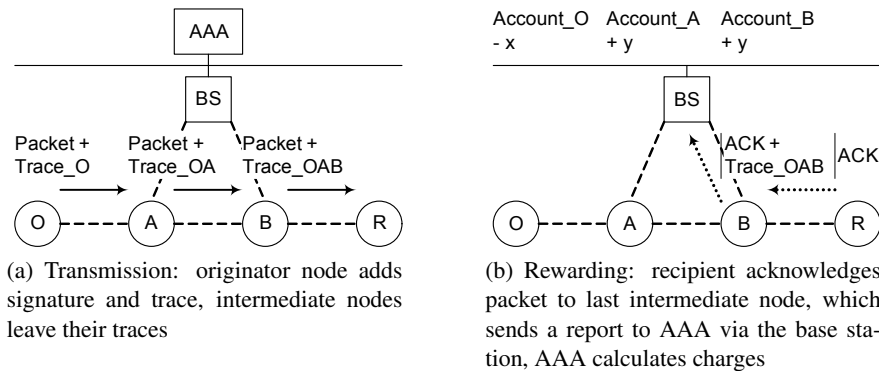 AAA
BS
Packet +
Trace_O
Packet +
Trace_OA
Packet +
Trace_OAB
O
A
B
R
(a) Transmission: originator node adds
signature and trace, intermediate nodes
leave their traces
Account_O
- x
Account_A
+ y
Account_B
+ y
BS
ACK +
Trace_OAB
ACK
O
A
B
R
(b) Rewarding: recipient acknowledges
packet to last intermediate node, which
sends a report to AAA via the base sta-
tion, AAA calculates charges